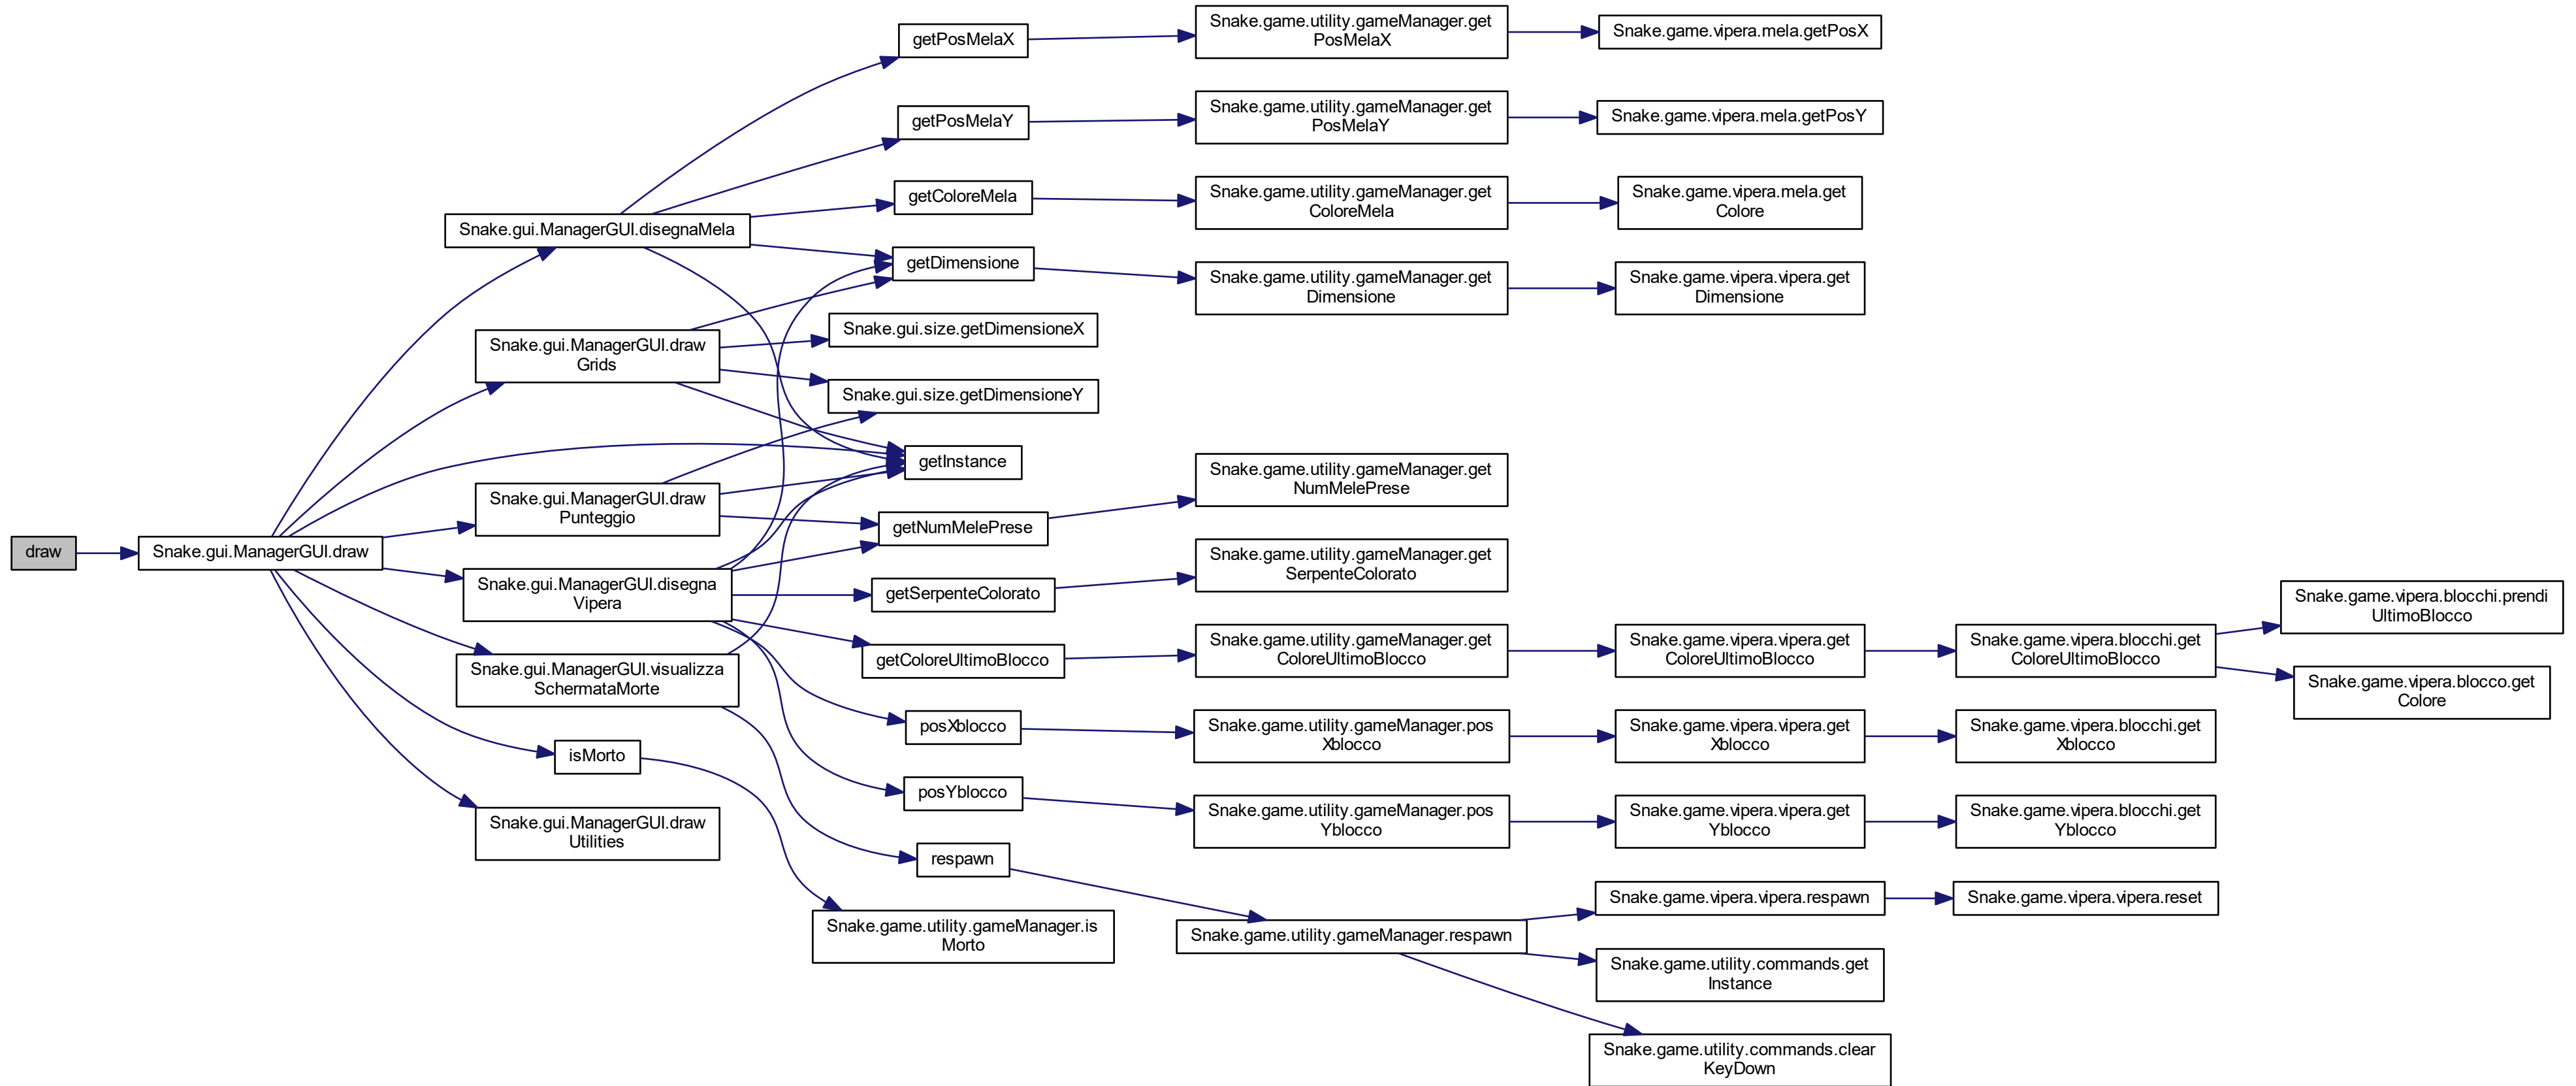 draw
Snake.gui.ManagerGUI.draw
Snake.gui.ManagerGUI.disegnaMela
Snake.gui.ManagerGUI.draw
Grids
Snake.gui.ManagerGUI.draw
Punteggio
Snake.gui.ManagerGUI.disegna
Vipera
Snake.gui.ManagerGUI.visualizza
SchermataMorte
isMorto
Snake.gui.ManagerGUI.draw
Utilities
getPosMelaX
getPosMelaY
getColoreMela
getDimensione
Snake.gui.size.getDimensioneX
Snake.gui.size.getDimensioneY
getInstance
getNumMelePrese
getSerpenteColorato
getColoreUltimoBlocco
posXblocco
posYblocco
respawn
Snake.game.utility.gameManager.is
Morto
Snake.game.utility.gameManager.get
PosMelaX
Snake.game.utility.gameManager.get
PosMelaY
Snake.game.utility.gameManager.get
ColoreMela
Snake.game.utility.gameManager.get
Dimensione
Snake.game.utility.gameManager.get
NumMelePrese
Snake.game.utility.gameManager.get
SerpenteColorato
Snake.game.utility.gameManager.get
ColoreUltimoBlocco
Snake.game.utility.gameManager.pos
Xblocco
Snake.game.utility.gameManager.pos
Yblocco
Snake.game.utility.gameManager.respawn
Snake.game.vipera.mela.getPosX
Snake.game.vipera.mela.getPosY
Snake.game.vipera.mela.get
Colore
Snake.game.vipera.vipera.get
Dimensione
Snake.game.vipera.vipera.get
ColoreUltimoBlocco
Snake.game.vipera.vipera.get
Xblocco
Snake.game.vipera.vipera.get
Yblocco
Snake.game.vipera.vipera.respawn
Snake.game.utility.commands.get
Instance
Snake.game.utility.commands.clear
KeyDown
Snake.game.vipera.blocchi.get
ColoreUltimoBlocco
Snake.game.vipera.blocchi.get
Xblocco
Snake.game.vipera.blocchi.get
Yblocco
Snake.game.vipera.vipera.reset
Snake.game.vipera.blocchi.prendi
UltimoBlocco
Snake.game.vipera.blocco.get
Colore